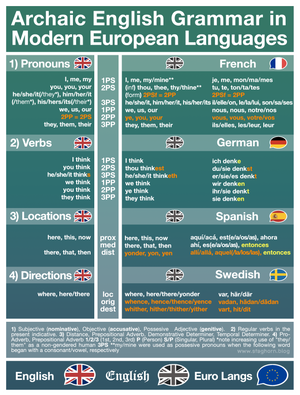 Archaic English Grammar in
Modern European Languages
1) Pronouns French
I, me, my 1PS I, me, my/mine** je, me, mon/ma/mes
you, you, your 2PS (inf) thou, thee, thy/thine** tu, te, ton/ta/tes
(form) 2PSf = 2PP 2PSf = 2PP
he/she/it(/they*), him/her/it 3PS he/she/it, him/her/it, his/her/its il/elle/on, le/la/lui, son/sa/ses
(/them*), his/hers/its(/their*)
we, us, our 1PP we, us, our nous, nous, notre/nos
2PP = 2PS 2PP ye, you, your vous, vous, votre/vos
they, them, their 3PP they, them, their ils/elles, les/leur, leur
2) Verbs German
I think 1PS I think ich denke
you think 2PS thou thinkest du/sie denkst
he/she/it thinks 3PS he/she/it thinketh er/sie/es denkt
we think 1PP we think wir denken
you think 2PP ye think ihr/sie denkt
they think 3PP they think sie denken
3) Locations Spanish
here, this, now prox here, this, now aquí/acá, est(e/a/os/as), ahora
med there, that, then ahí, es(e/a/os/as), entonces
there, that, then dist yonder, yon, yen allí/allá, aquel(/la/los/las), entonces
4) Directions Swedish
where, here/there loc where, here/there/yonder var, här/där
orig whence, hence/thence/yence vadan, hädan/dädan
dest whither, hither/thither/yither vart, hit/dit
1) Subjective (nominative), Objective (accusative), Possessive Adjective (genitive). 2) Regular verbs in the
present indicative. 3) Distance, Prepositional Adverb, Demonstrative Determiner, Temporal Determiner. 4) Pro-
Adverb, Prepositional Adverb 1/2/3 (1st, 2nd, 3rd) P (Person) S/P (Singular, Plural) *note increasing use of "they/
them" as a non-gendered human 3PS **my/mine were used as possessive pronouns when the following word
began with a consonant/vowel, respectively
www.steghorn.blog
English English Euro Langs